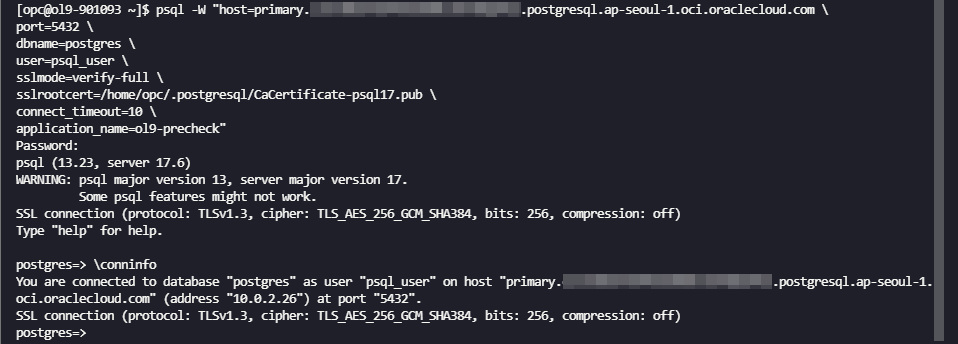 [opc@ol9-901093 ~]$ psql -W "host=primary. .postgresql.ap-seoul-1.oci.oraclecloud.com \
port=5432 \
dbname=postgres \
user=psql_user \
sslmode=verify-full \
sslrootcert=/home/opc/.postgresql/CaCertificate-psql17.pub \
connect_timeout=10 \
application_name=ol9-precheck"
Password:
psql (13.23, server 17.6)
WARNING: psql major version 13, server major version 17.
         Some psql features might not work.
SSL connection (protocol: TLSv1.3, cipher: TLS_AES_256_GCM_SHA384, bits: 256, compression: off)
Type "help" for help.

postgres=> \conninfo
You are connected to database "postgres" as user "psql_user" on host "primary. .postgresql.ap-seoul-1.
oci.oraclecloud.com" (address "10.0.2.26") at port "5432".
SSL connection (protocol: TLSv1.3, cipher: TLS_AES_256_GCM_SHA384, bits: 256, compression: off)
postgres=>